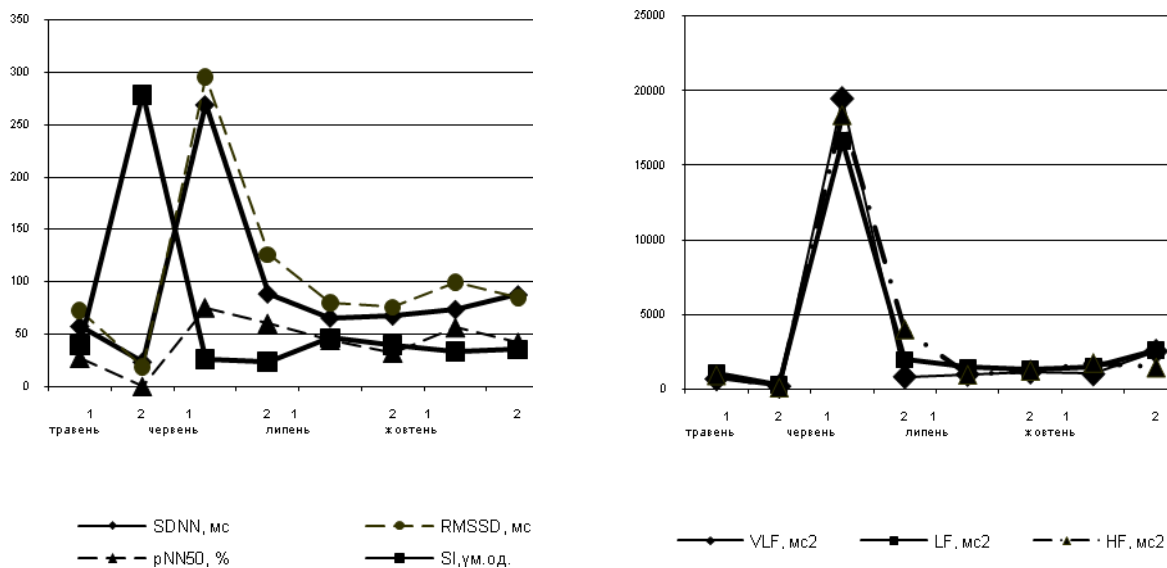 350
300
250
200
150
100
50
0
1 2 1 2 1 2 1 2
травень червень липень жовтень
SDNN, мс RMSSD, мс
pNN50, % SI,ум.од.
25000
20000
15000
10000
5000
0
1 2 1 2 1 2 1 2
травень червень липень жовтень
VLF, мс2 LF, мс2 HF, мс2